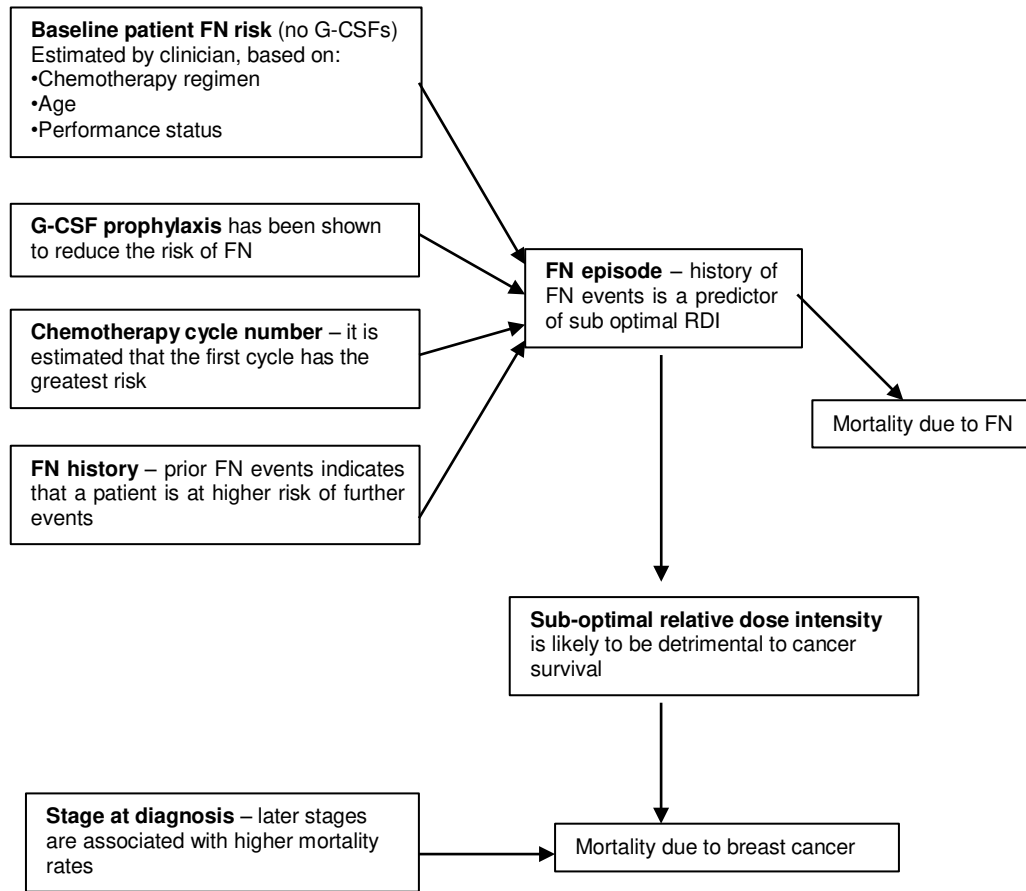 Baseline patient FN risk (no G-CSFs)
Estimated by clinician, based on:
•Chemotherapy regimen
•Age
•Performance status
G-CSF prophylaxis has been shown
to reduce the risk of FN
Chemotherapy cycle number – it is
estimated that the first cycle has the
greatest risk
FN history – prior FN events indicates
that a patient is at higher risk of further
events
FN episode – history of
FN events is a predictor
of sub optimal RDI
Mortality due to FN
Sub-optimal relative dose intensity
is likely to be detrimental to cancer
survival
Stage at diagnosis – later stages
are associated with higher mortality
rates
Mortality due to breast cancer